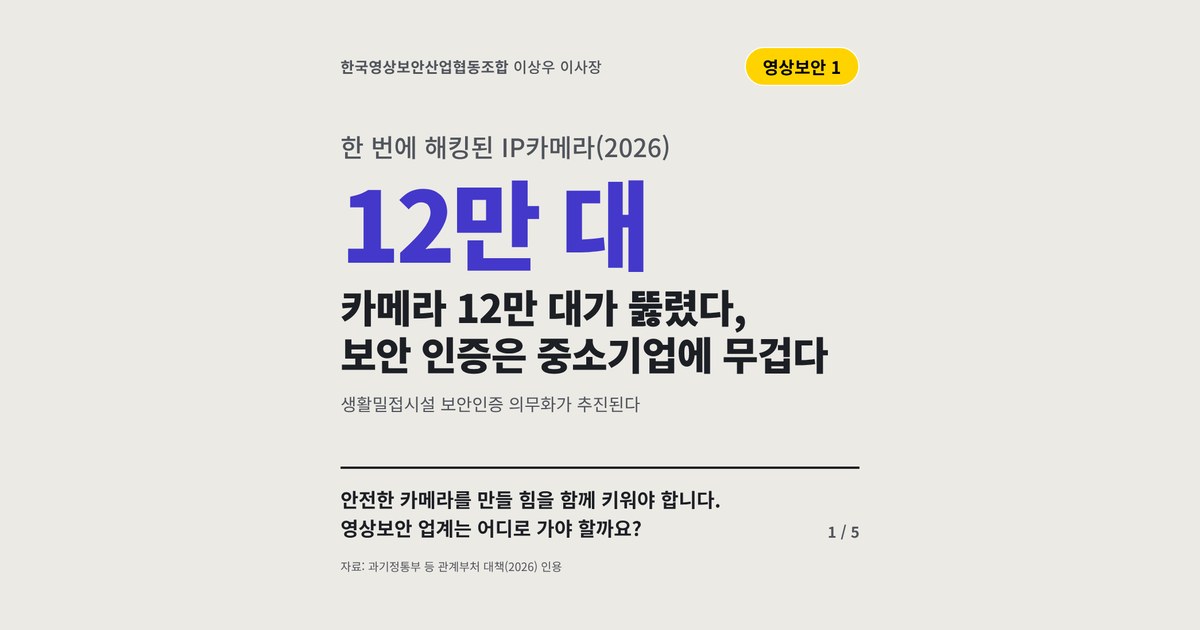 한국영상보안산업협동조합 이상우 이사장
영상보안 1
한 번에 해킹된 IP카메라(2026)
12만 대
카메라 12만 대가 뚫렸다,
보안 인증은 중소기업에 무겁다
생활밀접시설 보안인증 의무화가 추진된다
안전한 카메라를 만들 힘을 함께 키워야 합니다.
영상보안 업계는 어디로 가야 할까요?
1 / 5
자료: 과기정통부 등 관계부처 대책(2026) 인용